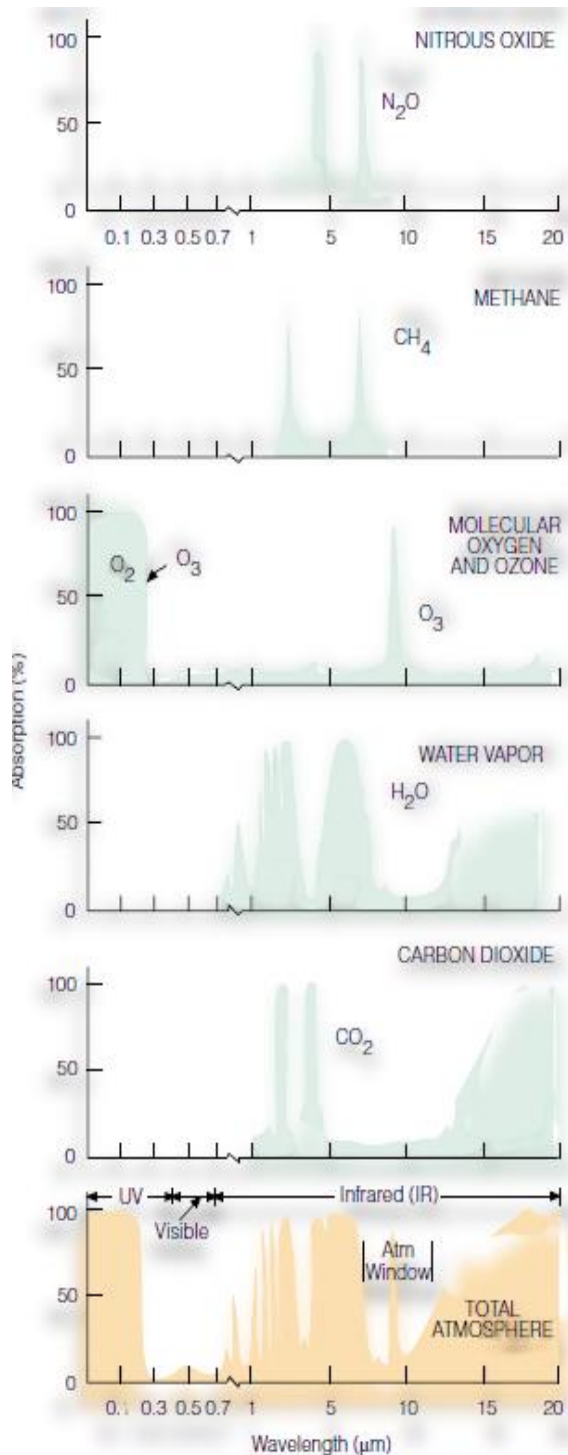 NITROUS OXIDE
100
N₂O
50
0
0.1 0.3 0.5 0.7 1 5 10 15 20
METHANE
100
CH₄
50
0
MOLECULAR
OXYGEN
AND OZONE
100
O₂
O₃
50
O₃
0
Absorption (%)
WATER VAPOR
100
H₂O
50
0
CARBON DIOXIDE
100
CO₂
50
0
UV
Visible
Infrared (IR)
100
Atm
Window
50
TOTAL
ATMOSPHERE
0
0.1 0.3 0.5 0.7 1 5 10 15 20
Wavelength (µm)